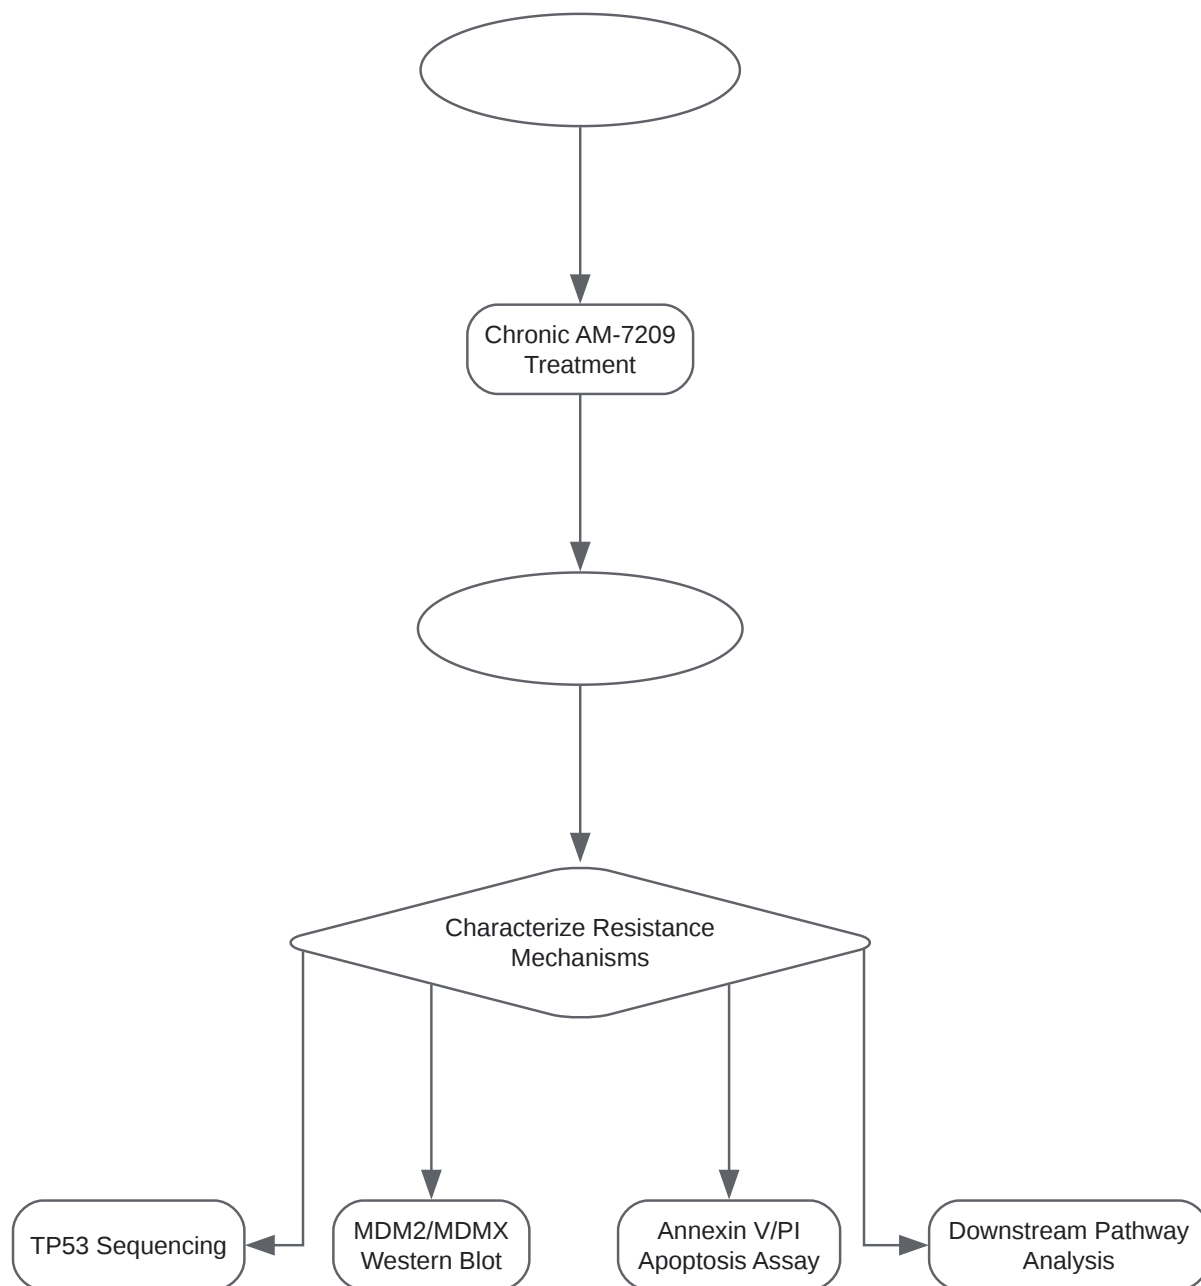 Chronic AM-7209
Treatment
Characterize Resistance
Mechanisms
TP53 Sequencing
MDM2/MDMX
Western Blot
Annexin V/PI
Apoptosis Assay
Downstream Pathway
Analysis